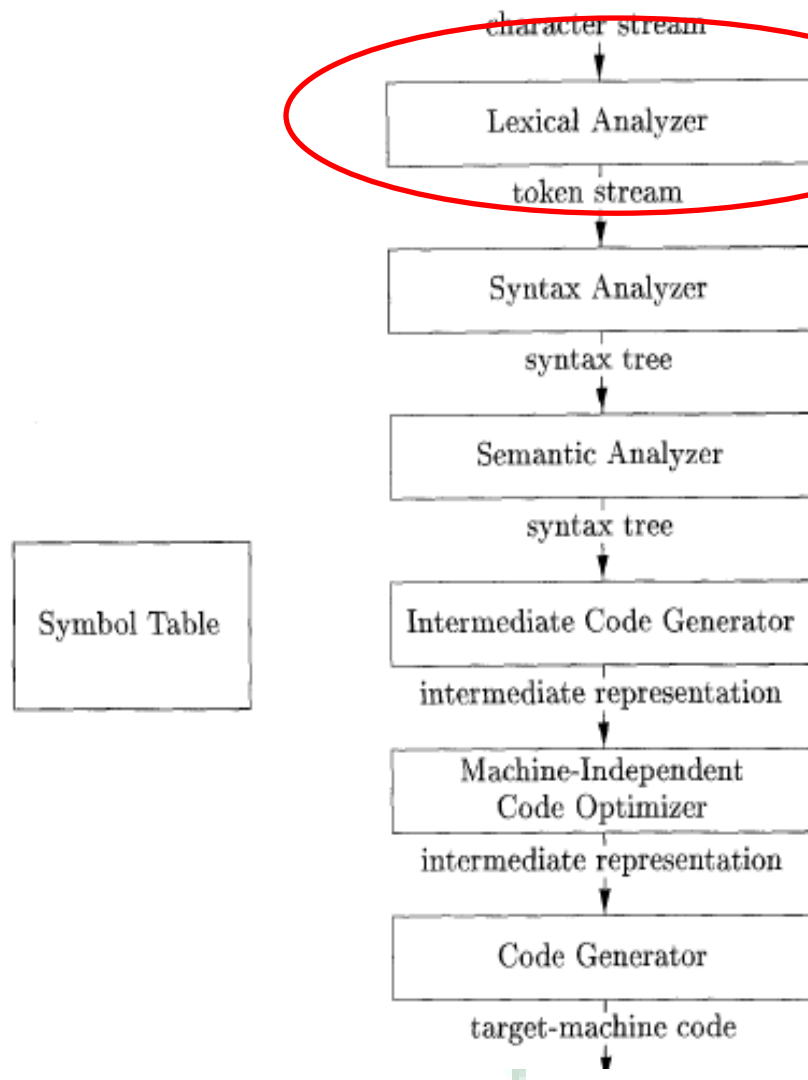 character stream
Lexical Analyzer
token stream
Syntax Analyzer
syntax tree
Semantic Analyzer
syntax tree
Symbol Table
Intermediate Code Generator
intermediate representation
Machine-Independent
Code Optimizer
intermediate representation
Code Generator
target-machine code